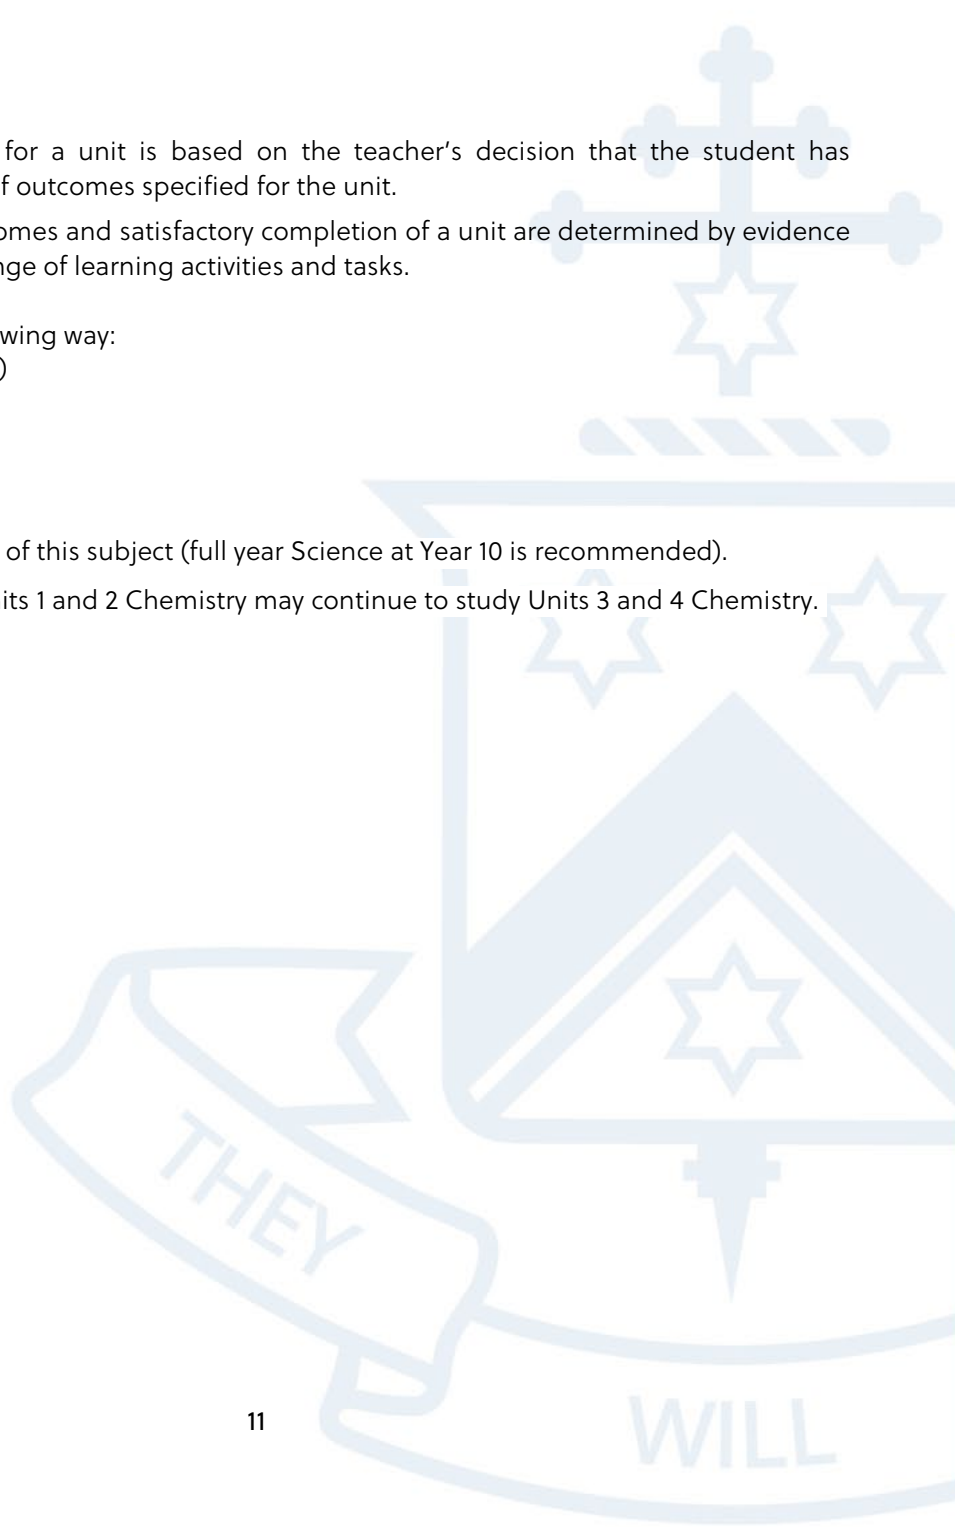 for a unit is based on the teacher's decision that the student has
f outcomes specified for the unit.
omes and satisfactory completion of a unit are determined by evidence
nge of learning activities and tasks.
wing way:
)
of this subject (full year Science at Year 10 is recommended).
its 1 and 2 Chemistry may continue to study Units 3 and 4 Chemistry.
THEY
WILL
11